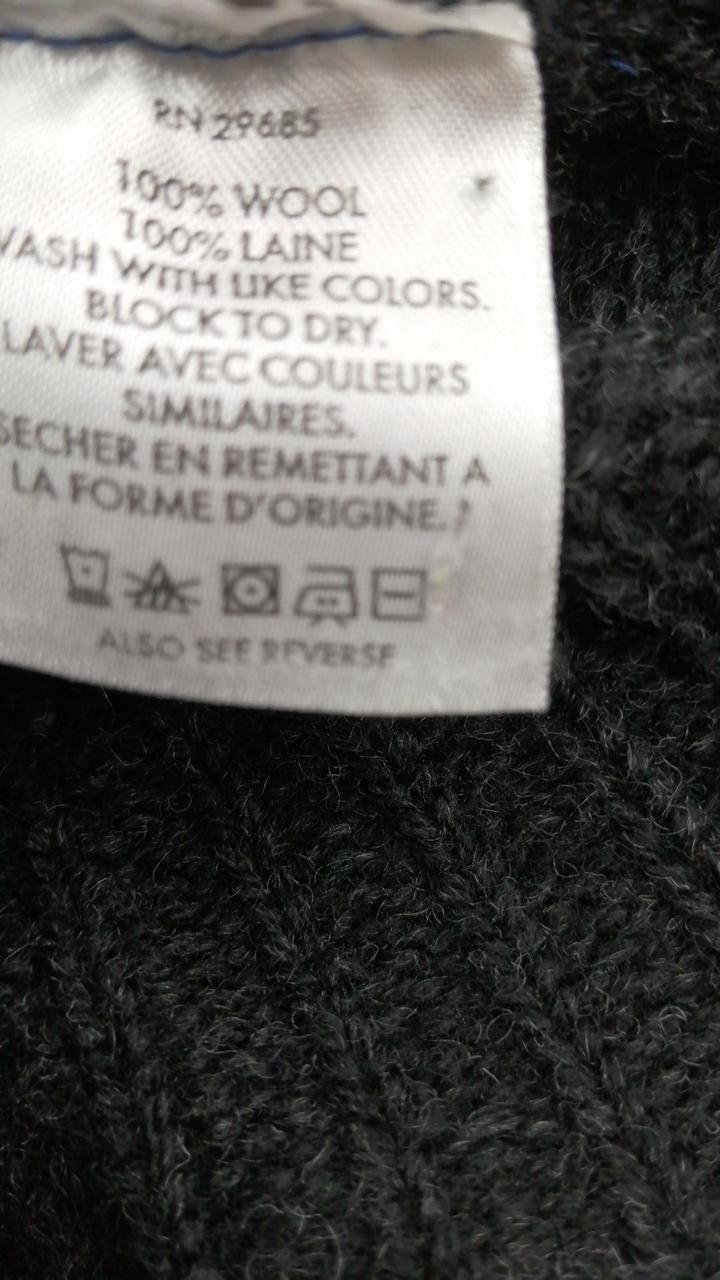 RN 29685
100% WOOL
100% LAINE
WASH WITH LIKE COLORS.
BLOCK TO DRY.
LAVER AVEC COULEURS
SIMILAIRES.
SECHER EN REMETTANT A
LA FORME D'ORIGINE.
ALSO SEE REVERSE